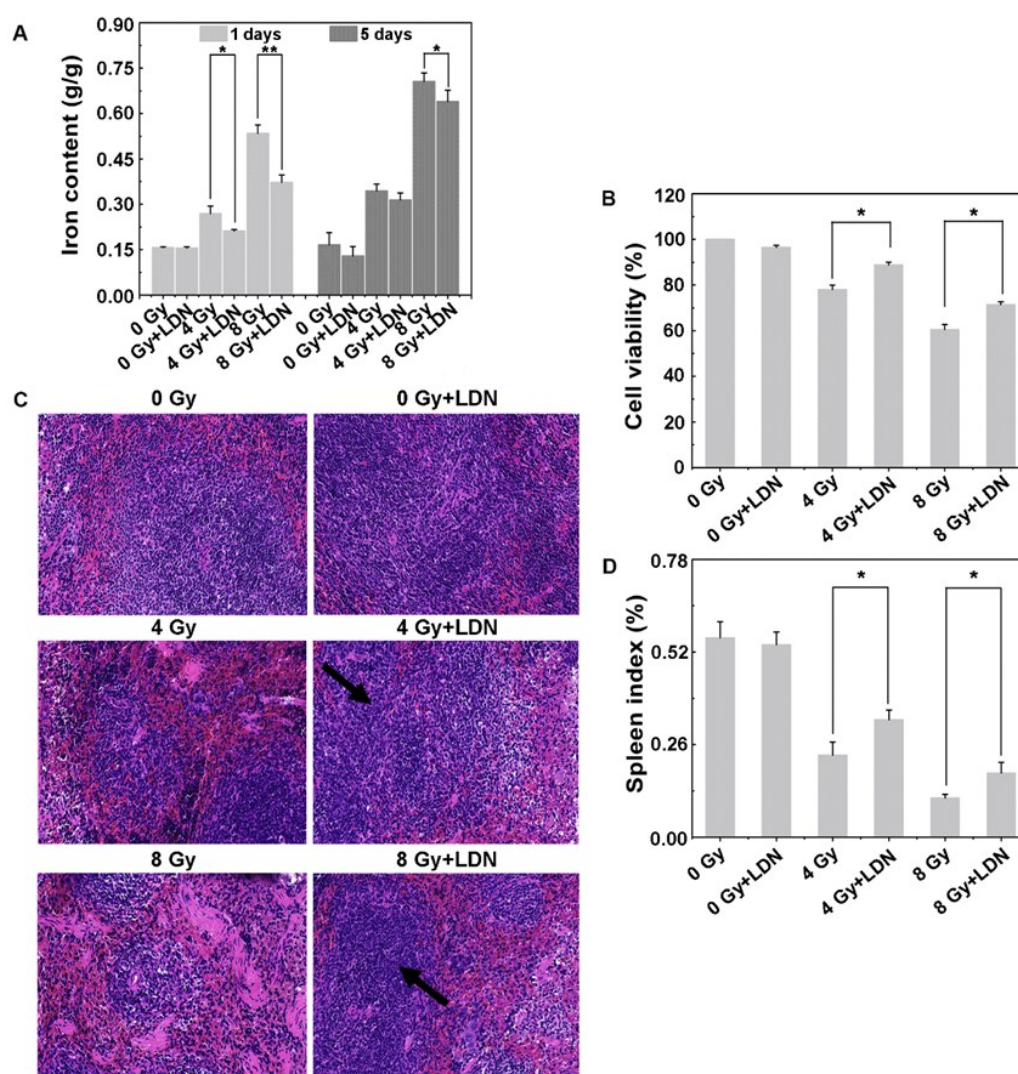 A
1 days
5 days
*
**
*
Iron content (g/g)
0.90
0.75
0.60
0.45
0.30
0.15
0.00
0 Gy
0 Gy+LDN
4 Gy
4 Gy+LDN
8 Gy
8 Gy+LDN
0 Gy
0 Gy+LDN
4 Gy
4 Gy+LDN
8 Gy
8 Gy+LDN
B
Cell viability (%)
120
100
80
60
40
20
0
*
*
0 Gy
0 Gy+LDN
4 Gy
4 Gy+LDN
8 Gy
8 Gy+LDN
C
0 Gy
0 Gy+LDN
4 Gy
4 Gy+LDN
8 Gy
8 Gy+LDN
D
Spleen index (%)
0.78
0.52
0.26
0.00
*
*
0 Gy
0 Gy+LDN
4 Gy
4 Gy+LDN
8 Gy
8 Gy+LDN